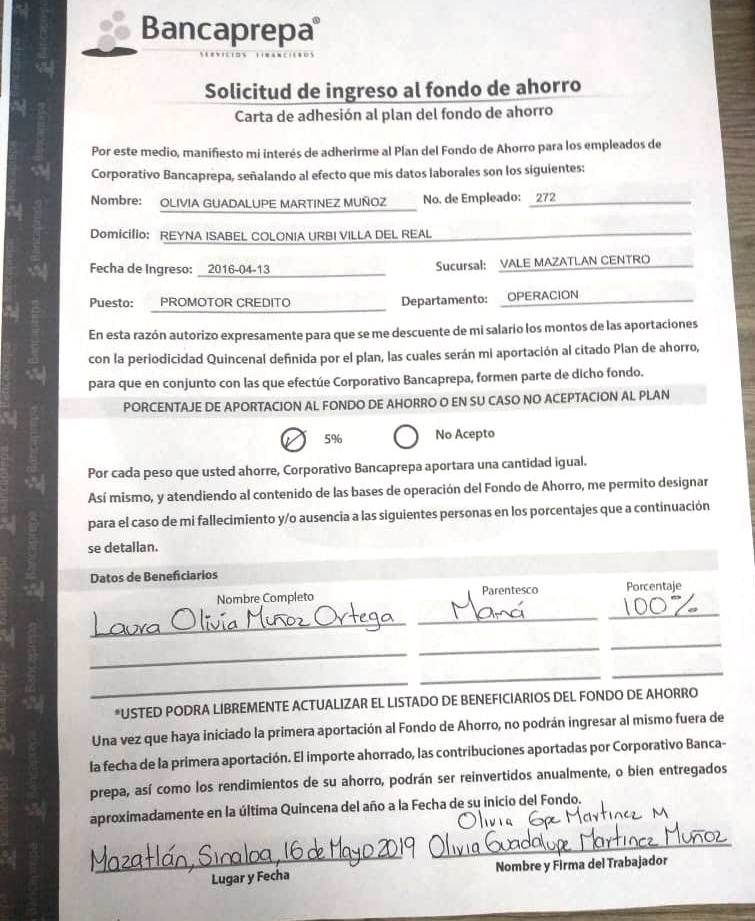 Bancaprepa®
SERVICIOS FINANCIEROS
Solicitud de ingreso al fondo de ahorro
Carta de adhesión al plan del fondo de ahorro
Por este medio, manifiesto mi interés de adherirme al Plan del Fondo de Ahorro para los empleados de
Corporativo Bancaprepa, señalando al efecto que mis datos laborales son los siguientes:
Nombre: OLIVIA GUADALUPE MARTINEZ MUÑOZ No. de Empleado: 272
Domicilio: REYNA ISABEL COLONIA URBI VILLA DEL REAL
Fecha de Ingreso: 2016-04-13 Sucursal: VALE MAZATLAN CENTRO
Puesto: PROMOTOR CREDITO Departamento: OPERACION
En esta razón autorizo expresamente para que se me descuente de mi salario los montos de las aportaciones
con la periodicidad Quincenal definida por el plan, las cuales serán mi aportación al citado Plan de ahorro,
para que en conjunto con las que efectúe Corporativo Bancaprepa, formen parte de dicho fondo.
PORCENTAJE DE APORTACION AL FONDO DE AHORRO O EN SU CASO NO ACEPTACION AL PLAN
5% No Acepto
Por cada peso que usted ahorre, Corporativo Bancaprepa aportara una cantidad igual.
Así mismo, y atendiendo al contenido de las bases de operación del Fondo de Ahorro, me permito designar
para el caso de mi fallecimiento y/o ausencia a las siguientes personas en los porcentajes que a continuación
se detallan.
Datos de Beneficiarios
Nombre Completo Parentesco Porcentaje
Laura Olivia Muñoz Ortega Mamá 100%
*USTED PODRA LIBREMENTE ACTUALIZAR EL LISTADO DE BENEFICIARIOS DEL FONDO DE AHORRO
Una vez que haya iniciado la primera aportación al Fondo de Ahorro, no podrán ingresar al mismo fuera de
la fecha de la primera aportación. El importe ahorrado, las contribuciones aportadas por Corporativo Banca-
prepa, así como los rendimientos de su ahorro, podrán ser reinvertidos anualmente, o bien entregados
aproximadamente en la última Quincena del año a la Fecha de su inicio del Fondo.
Olivia Gpe Martinez M
Mazatlán, Sinaloa, 16 de Mayo 2019 Olivia Guadalupe Martinez Muñoz
Lugar y Fecha Nombre y Firma del Trabajador